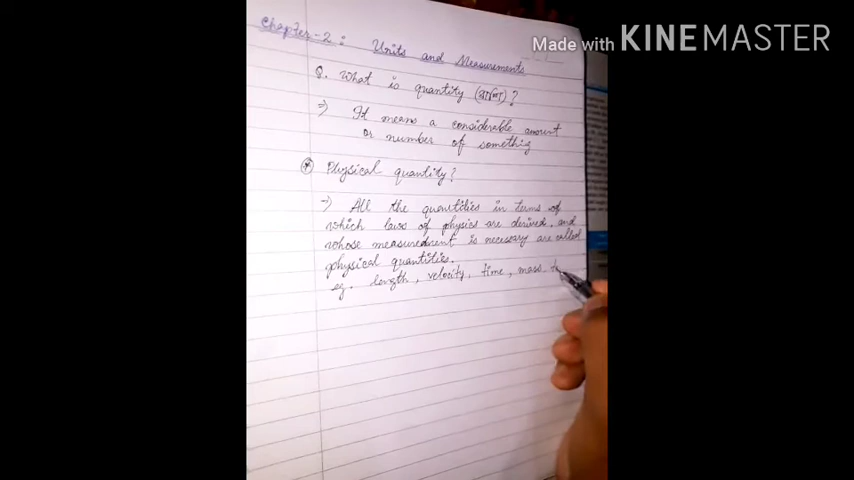 Made with KINEMASTER
Chapter-2: Units and Measurements
Q. What is quantity (মাত্রা)?
⇒ It means a considerable amount
or number of something
* Physical quantity?
⇒ All the quantities in terms of
which laws of physics are derived and
whose measurement is necessary are called
physical quantities.
eg. length, velocity, time, mass